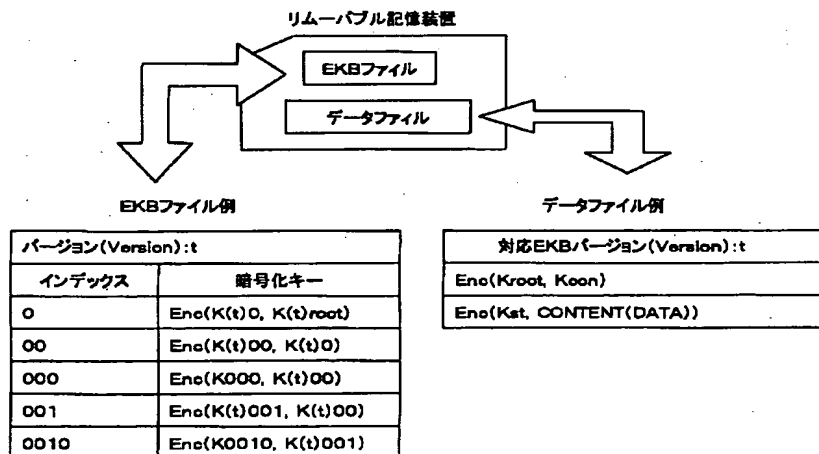 リムーバブル記憶装置
EKBファイル
データファイル
EKBファイル例
データファイル例
バージョン(Version):t
インデックス 暗号化キー
0 Enc(K(t)0, K(t)root)
00 Enc(K(t)00, K(t)0)
000 Enc(K000, K(t)00)
001 Enc(K(t)001, K(t)00)
0010 Enc(K0010, K(t)001)
対応EKBバージョン(Version):t
Enc(Kroot, Kcon)
Enc(Kst, CONTENT(DATA))